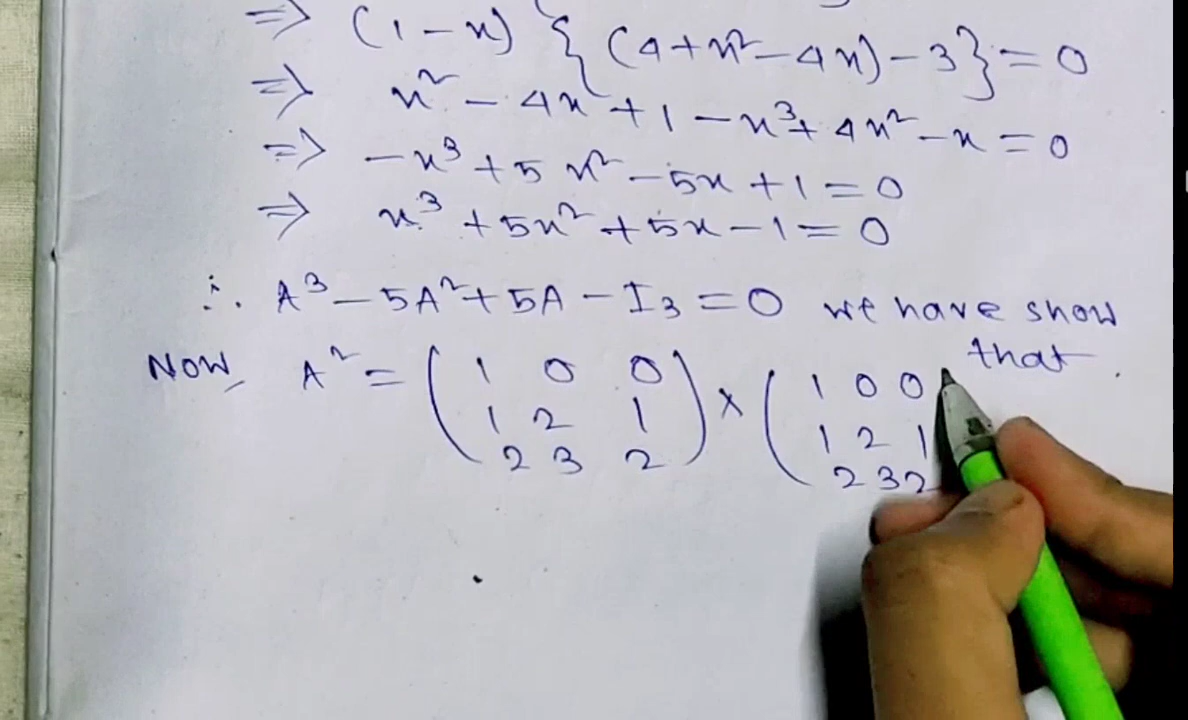 ⇒ (1-x) { (4+x²-4x)-3}=0
⇒ x² - 4x +1 -x³+ 4x² -x = 0
⇒ -x³ +5x² -5x +1=0
⇒ x³ +5x² +5x -1=0
∴ A³ -5A² +5A - I₃ =0 we have show that
Now, A² = ( 1 0 0 ) × ( 1 0 0
1 2 1 1 2 1
2 3 2 2 3 2